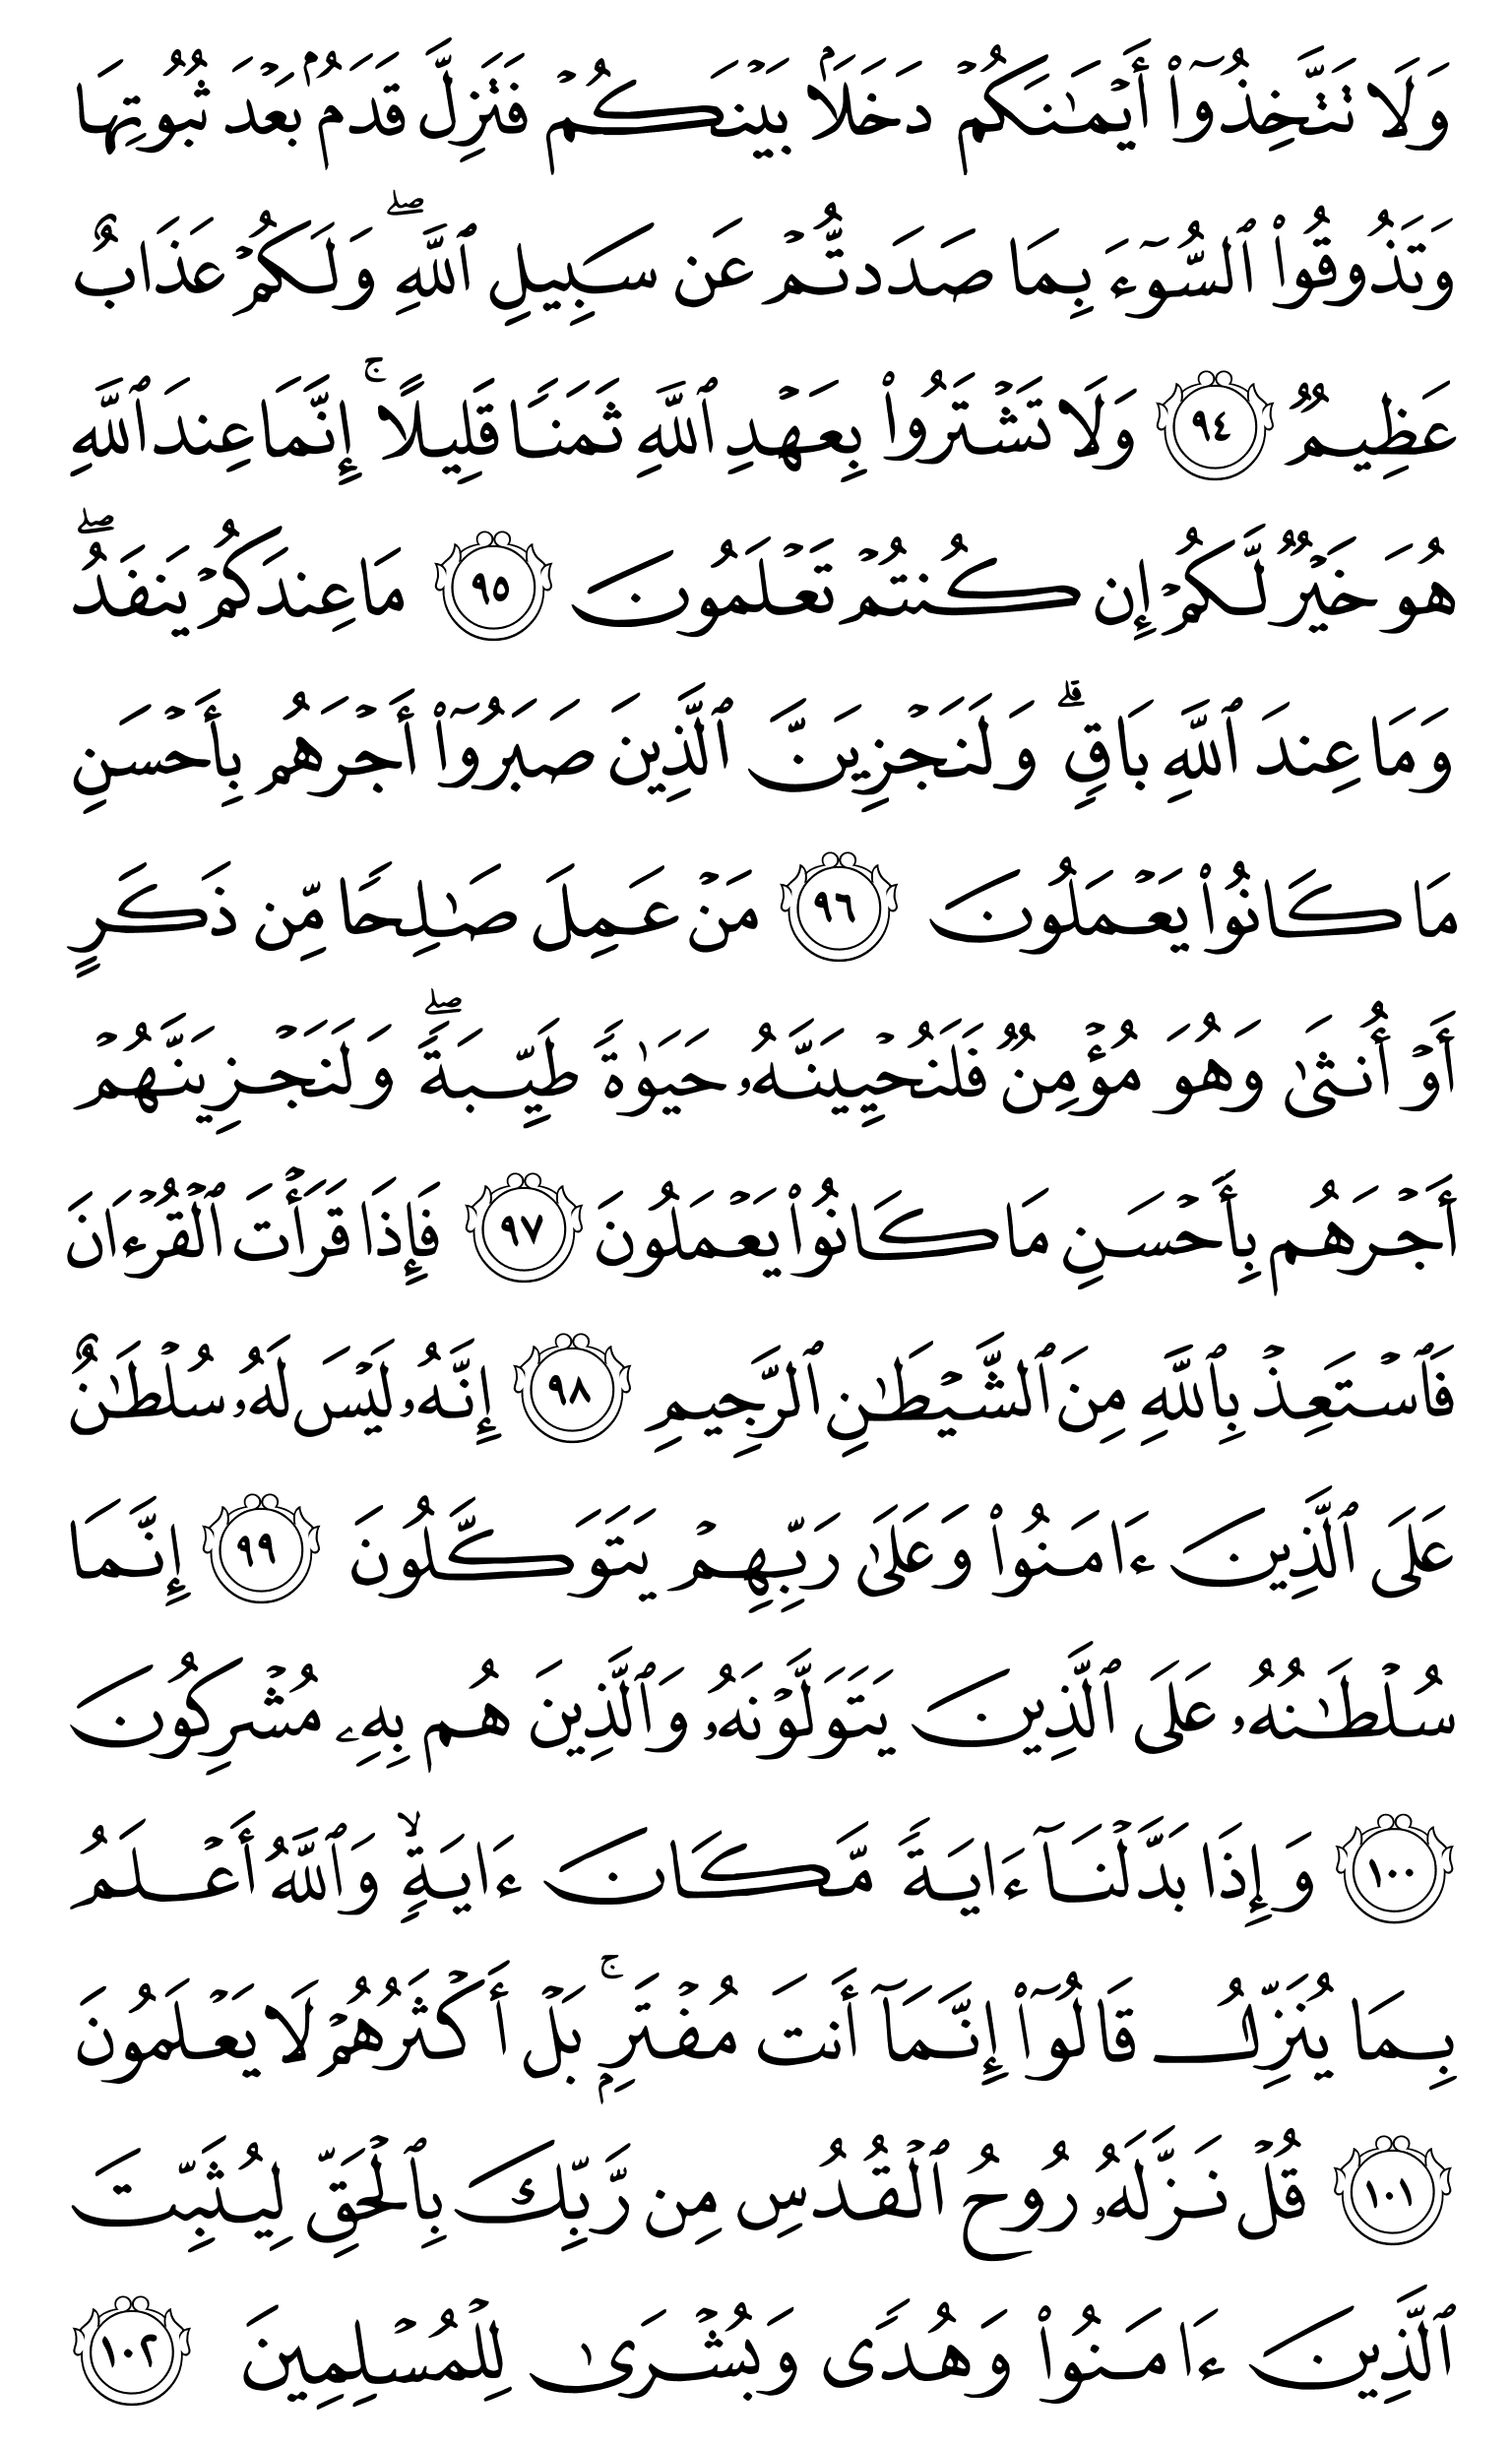 وَلَا تَتَّخِذُوٓا۟ أَيْمَـٰنَكُمْ دَخَلًۢا بَيْنَكُمْ فَتَزِلَّ قَدَمٌۢ بَعْدَ ثُبُوتِهَا
وَتَذُوقُوا۟ ٱلسُّوٓءَ بِمَا صَدَدتُّمْ عَن سَبِيلِ ٱللَّهِ ۖ وَلَكُمْ عَذَابٌ
عَظِيمٌ ٩٤ وَلَا تَشْتَرُوا۟ بِعَهْدِ ٱللَّهِ ثَمَنًا قَلِيلًا ۚ إِنَّمَا عِندَ ٱللَّهِ
هُوَ خَيْرٌ لَّكُمْ إِن كُنتُمْ تَعْلَمُونَ ٩٥ مَا عِندَكُمْ يَنفَدُ ۖ
وَمَا عِندَ ٱللَّهِ بَاقٍ ۗ وَلَنَجْزِيَنَّ ٱلَّذِينَ صَبَرُوٓا۟ أَجْرَهُم بِأَحْسَنِ
مَا كَانُوا۟ يَعْمَلُونَ ٩٦ مَنْ عَمِلَ صَـٰلِحًا مِّن ذَكَرٍ
أَوْ أُنثَىٰ وَهُوَ مُؤْمِنٌ فَلَنُحْيِيَنَّهُۥ حَيَوٰةً طَيِّبَةً ۖ وَلَنَجْزِيَنَّهُمْ
أَجْرَهُم بِأَحْسَنِ مَا كَانُوا۟ يَعْمَلُونَ ٩٧ فَإِذَا قَرَأْتَ ٱلْقُرْءَانَ
فَٱسْتَعِذْ بِٱللَّهِ مِنَ ٱلشَّيْطَـٰنِ ٱلرَّجِيمِ ٩٨ إِنَّهُۥ لَيْسَ لَهُۥ سُلْطَـٰنٌ
عَلَى ٱلَّذِينَ ءَامَنُوا۟ وَعَلَىٰ رَبِّهِمْ يَتَوَكَّلُونَ ٩٩ إِنَّمَا
سُلْطَـٰنُهُۥ عَلَى ٱلَّذِينَ يَتَوَلَّوْنَهُۥ وَٱلَّذِينَ هُم بِهِۦ مُشْرِكُونَ
١٠٠ وَإِذَا بَدَّلْنَآ ءَايَةً مَّكَانَ ءَايَةٍ ۙ وَٱللَّهُ أَعْلَمُ
بِمَا يُنَزِّلُ قَالُوٓا۟ إِنَّمَآ أَنتَ مُفْتَرٍۭ ۚ بَلْ أَكْثَرُهُمْ لَا يَعْلَمُونَ
١٠١ قُلْ نَزَّلَهُۥ رُوحُ ٱلْقُدُسِ مِن رَّبِّكَ بِٱلْحَقِّ لِيُثَبِّتَ
ٱلَّذِينَ ءَامَنُوا۟ وَهُدًى وَبُشْرَىٰ لِلْمُسْلِمِينَ ١٠٢